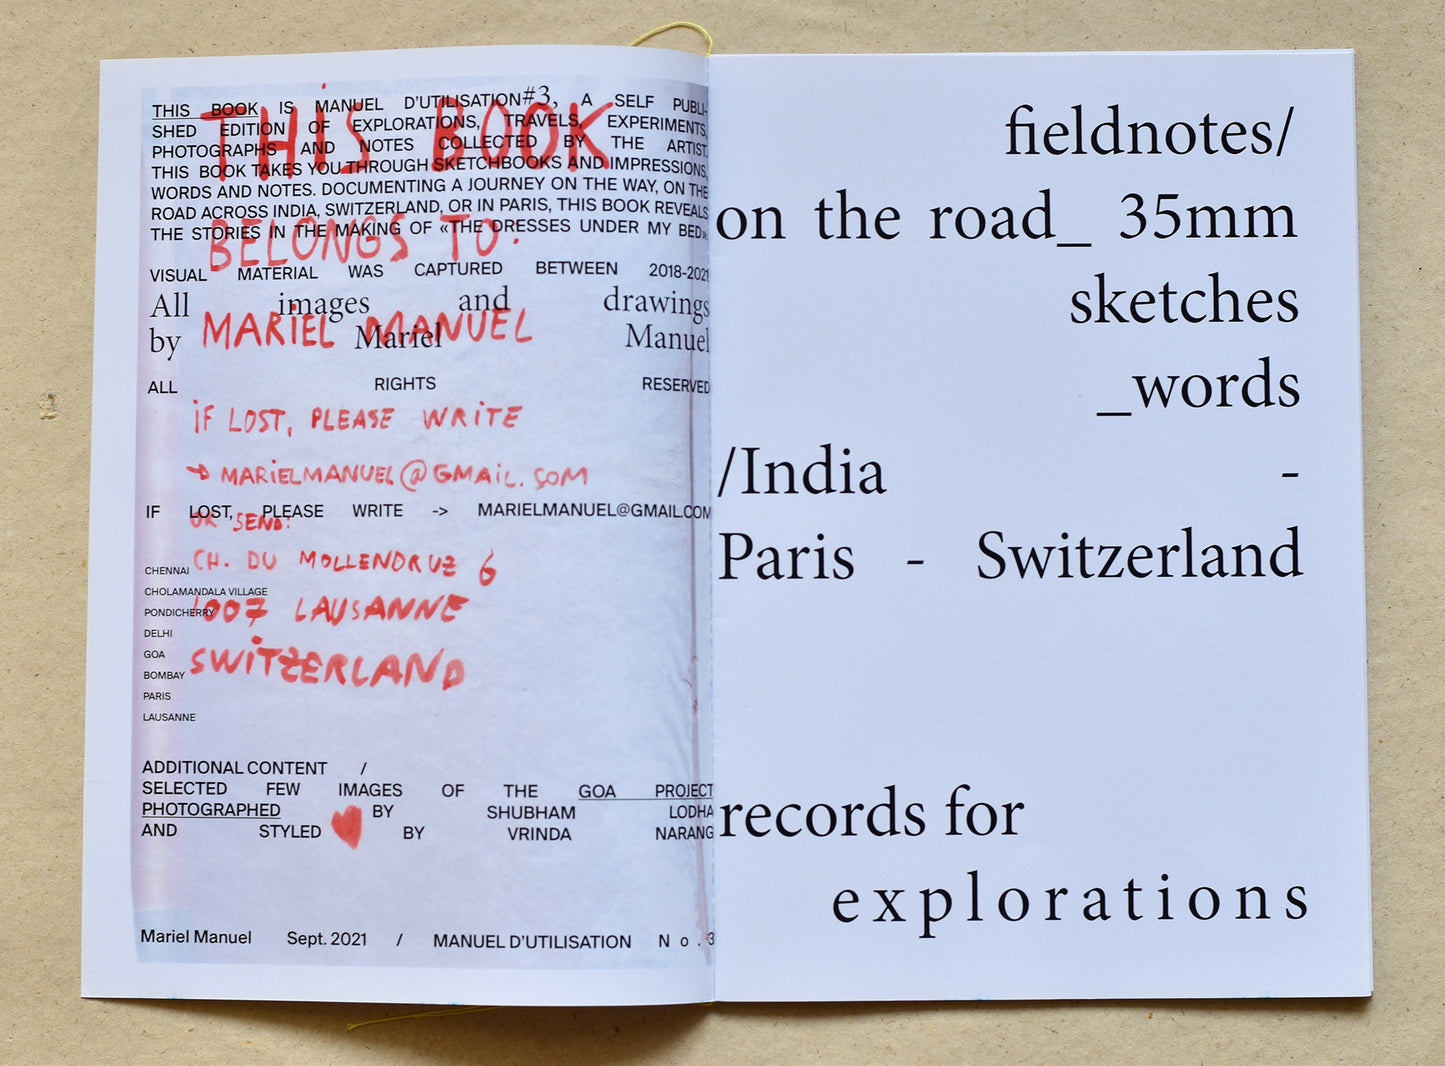 THIS BOOK IS MANUEL D'UTILISATION#3, A SELF PUBLI-
SHED EDITION OF EXPLORATIONS, TRAVELS, EXPERIMENTS,
PHOTOGRAPHS AND NOTES COLLECTED BY THE ARTIST.
THIS BOOK TAKES YOU THROUGH SKETCHBOOKS AND IMPRESSIONS,
WORDS AND NOTES. DOCUMENTING A JOURNEY ON THE WAY, ON THE
ROAD ACROSS INDIA, SWITZERLAND, OR IN PARIS, THIS BOOK REVEALS
THE STORIES IN THE MAKING OF «THE DRESSES UNDER MY BED».
VISUAL MATERIAL WAS CAPTURED BETWEEN 2018-2021
All images and drawings
by Mariel Manuel
ALL RIGHTS RESERVED
IF LOST, PLEASE WRITE -> MARIELMANUEL@GMAIL.COM
CHENNAI
CHOLAMANDALA VILLAGE
PONDICHERRY
DELHI
GOA
BOMBAY
PARIS
LAUSANNE
ADDITIONAL CONTENT /
SELECTED FEW IMAGES OF THE GOA PROJECT
PHOTOGRAPHED BY SHUBHAM LODHA
AND STYLED BY VRINDA NARANG
Mariel Manuel Sept. 2021 / MANUEL D'UTILISATION No.3
THIS BOOK
BELONGS TO:
MARIEL MANUEL
IF LOST, PLEASE WRITE
→ MARIELMANUEL@GMAIL.COM
OR SEND:
CH. DU MOLLENDRUZ 6
1007 LAUSANNE
SWITZERLAND
fieldnotes/
on the road_ 35mm
sketches
_words
/India -
Paris - Switzerland
records for
explorations